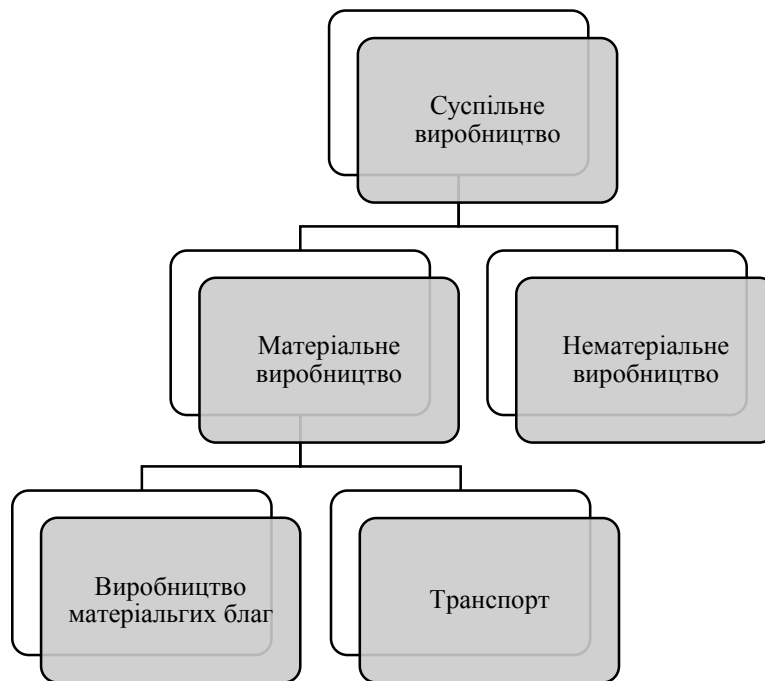 Суспільне
виробництво
Матеріальне
виробництво
Нематеріальне
виробництво
Виробництво
матеріальгих благ
Транспорт